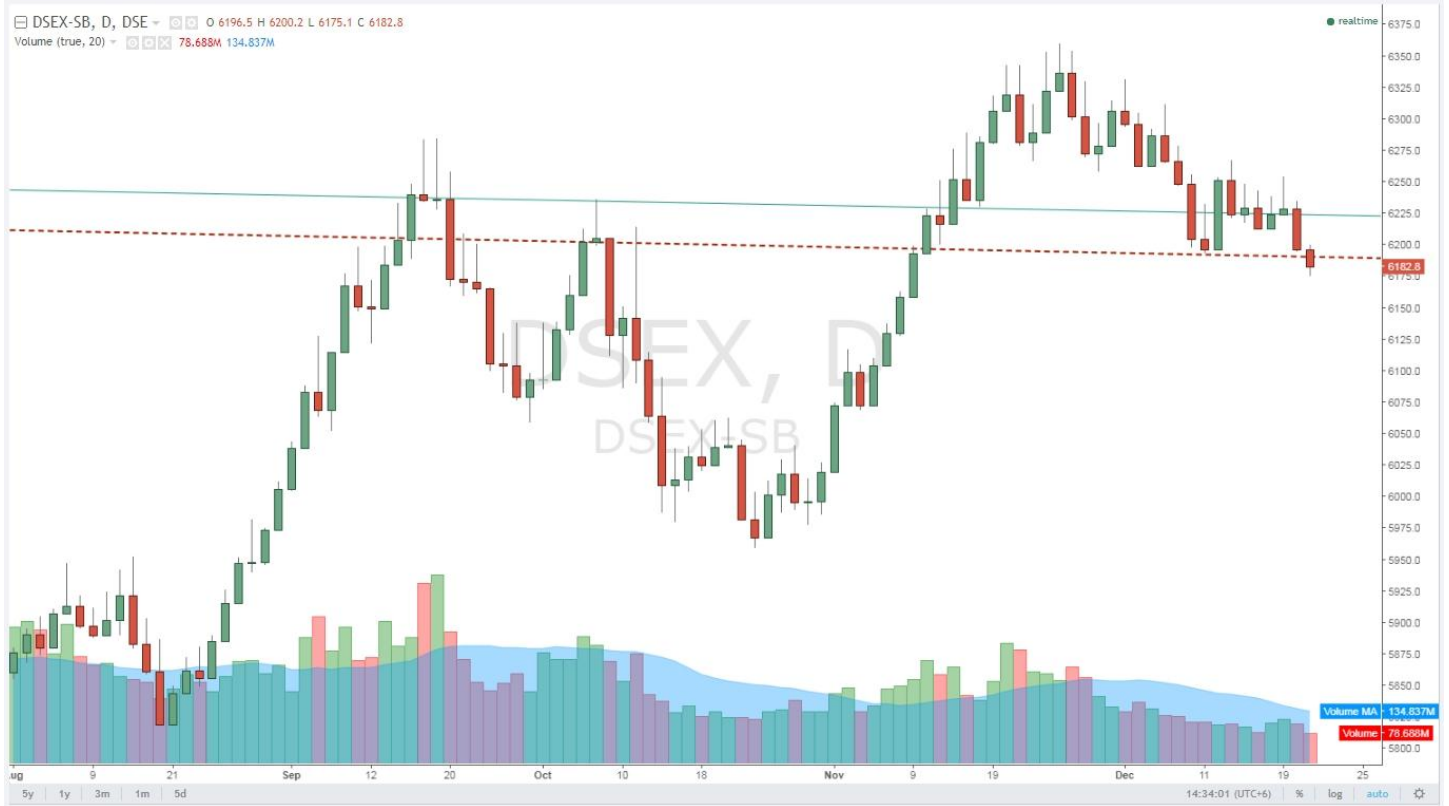 DSEX-SB, D, DSE O 6196.5 H 6200.2 L 6175.1 C 6182.8
Volume (true, 20) 78.688M 134.837M
realtime
6375.0
6350.0
6325.0
6300.0
6275.0
6250.0
6225.0
6200.0
6182.8
6175.0
6150.0
6125.0
6100.0
6075.0
6050.0
6025.0
6000.0
5975.0
5950.0
5925.0
5900.0
5875.0
5850.0
5800.0
DSEX, D
DSEX-SB
Volume MA 134.837M
Volume 78.688M
ug 9 21 Sep 12 20 Oct 10 18 Nov 9 19 Dec 11 19 25
5y 1y 3m 1m 5d 14:34:01 (UTC+6) % log auto